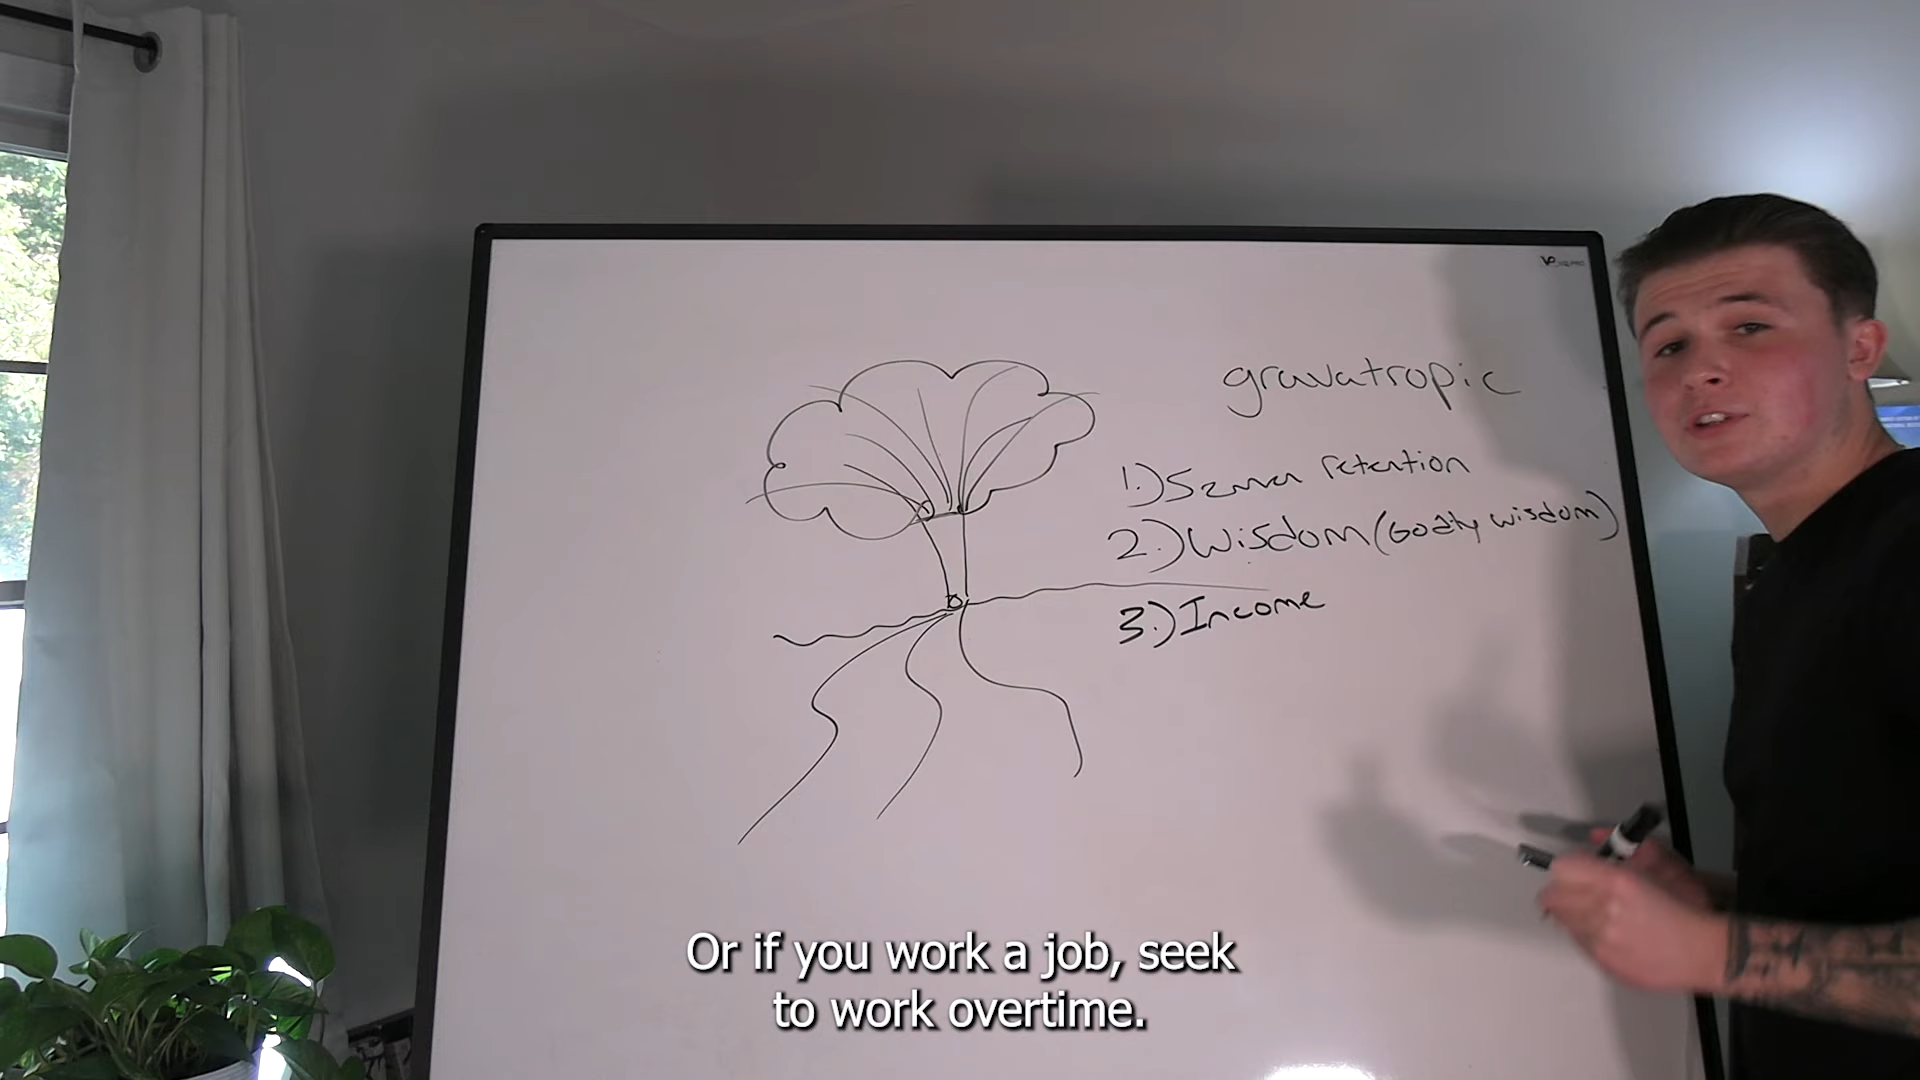 gravatropic
1.) Semen retention
2.) Wisdom (Godly wisdom)
3.) Income
Or if you work a job, seek
to work overtime.